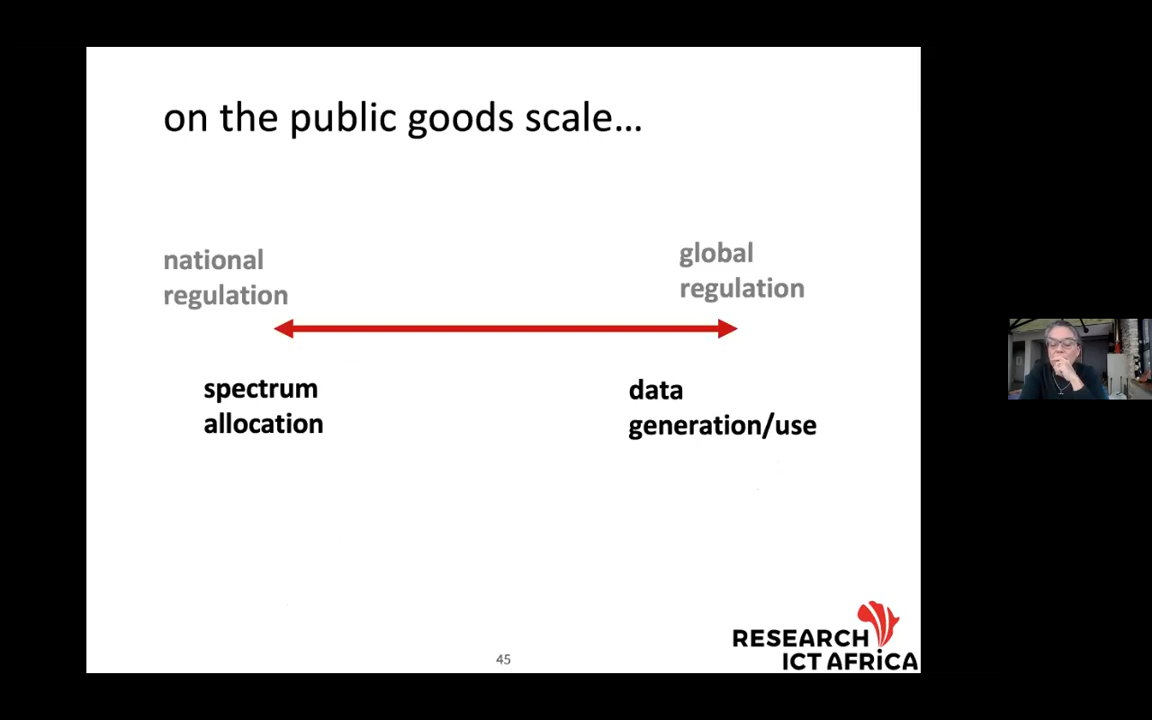 on the public goods scale…
national
regulation
global
regulation
spectrum
allocation
data
generation/use
45
RESEARCH
ICT AFRICA